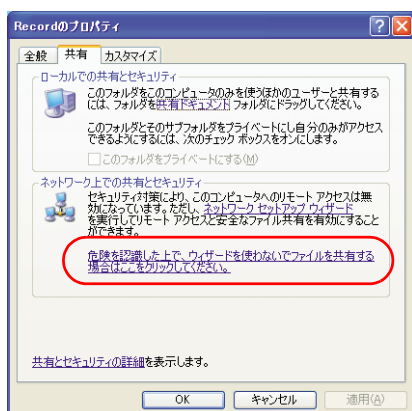 Recordのプロパティ
全般 共有 カスタマイズ
ローカルでの共有とセキュリティ
このフォルダをこのコンピュータのみを使うほかのユーザーと共有する
には、フォルダを共有ドキュメント フォルダにドラッグしてください。
このフォルダとそのサブフォルダをプライベートにし自分のみがアクセス
できるようにするには、次のチェック ボックスをオンにします。
このフォルダをプライベートにする(M)
ネットワーク上での共有とセキュリティ
セキュリティ対策により、このコンピュータへのリモート アクセスは無
効になっています。ただし、ネットワーク セットアップ ウィザード
を実行してリモート アクセスと安全なファイル共有を有効にすること
ができます。
危険を認識した上で、ウィザードを使わないでファイルを共有する
場合はここをクリックしてください。
共有とセキュリティの詳細を表示します。
OK キャンセル 適用(A)